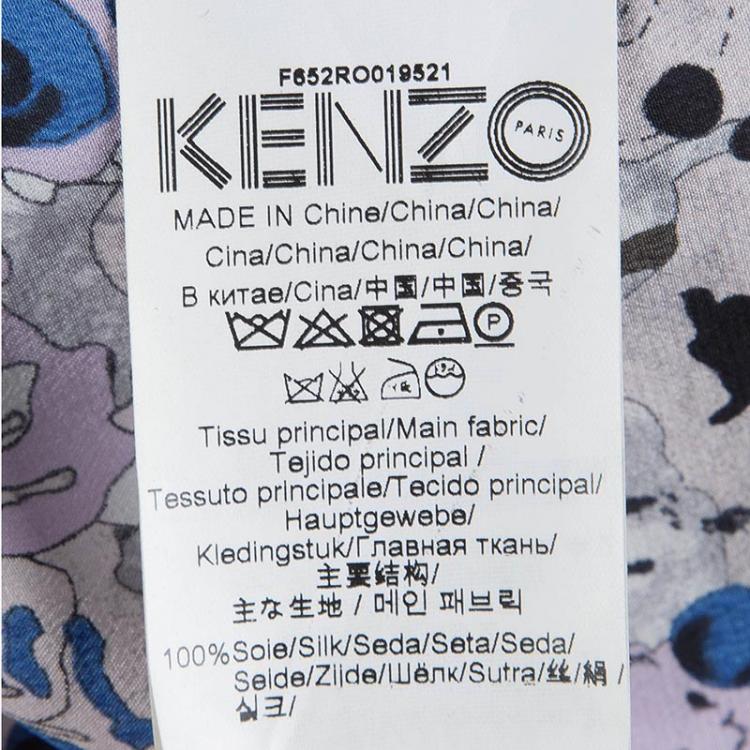 F652RO019521
KENZO PARIS
MADE IN Chine/China/China/
Cina/China/China/China/
В китае/Cina/中国/中国/중국
P
Tissu principal/Main fabric/
Tejido principal /
Tessuto principale/Tecido principal/
Hauptgewebe/
Kledingstuk/Главная ткань/
主要结构/
主な生地 / 메인 패브릭
100%Soie/Silk/Seda/Seta/Seda/
Seide/Zijde/Шёлк/Sutra/丝/絹 /
실크/